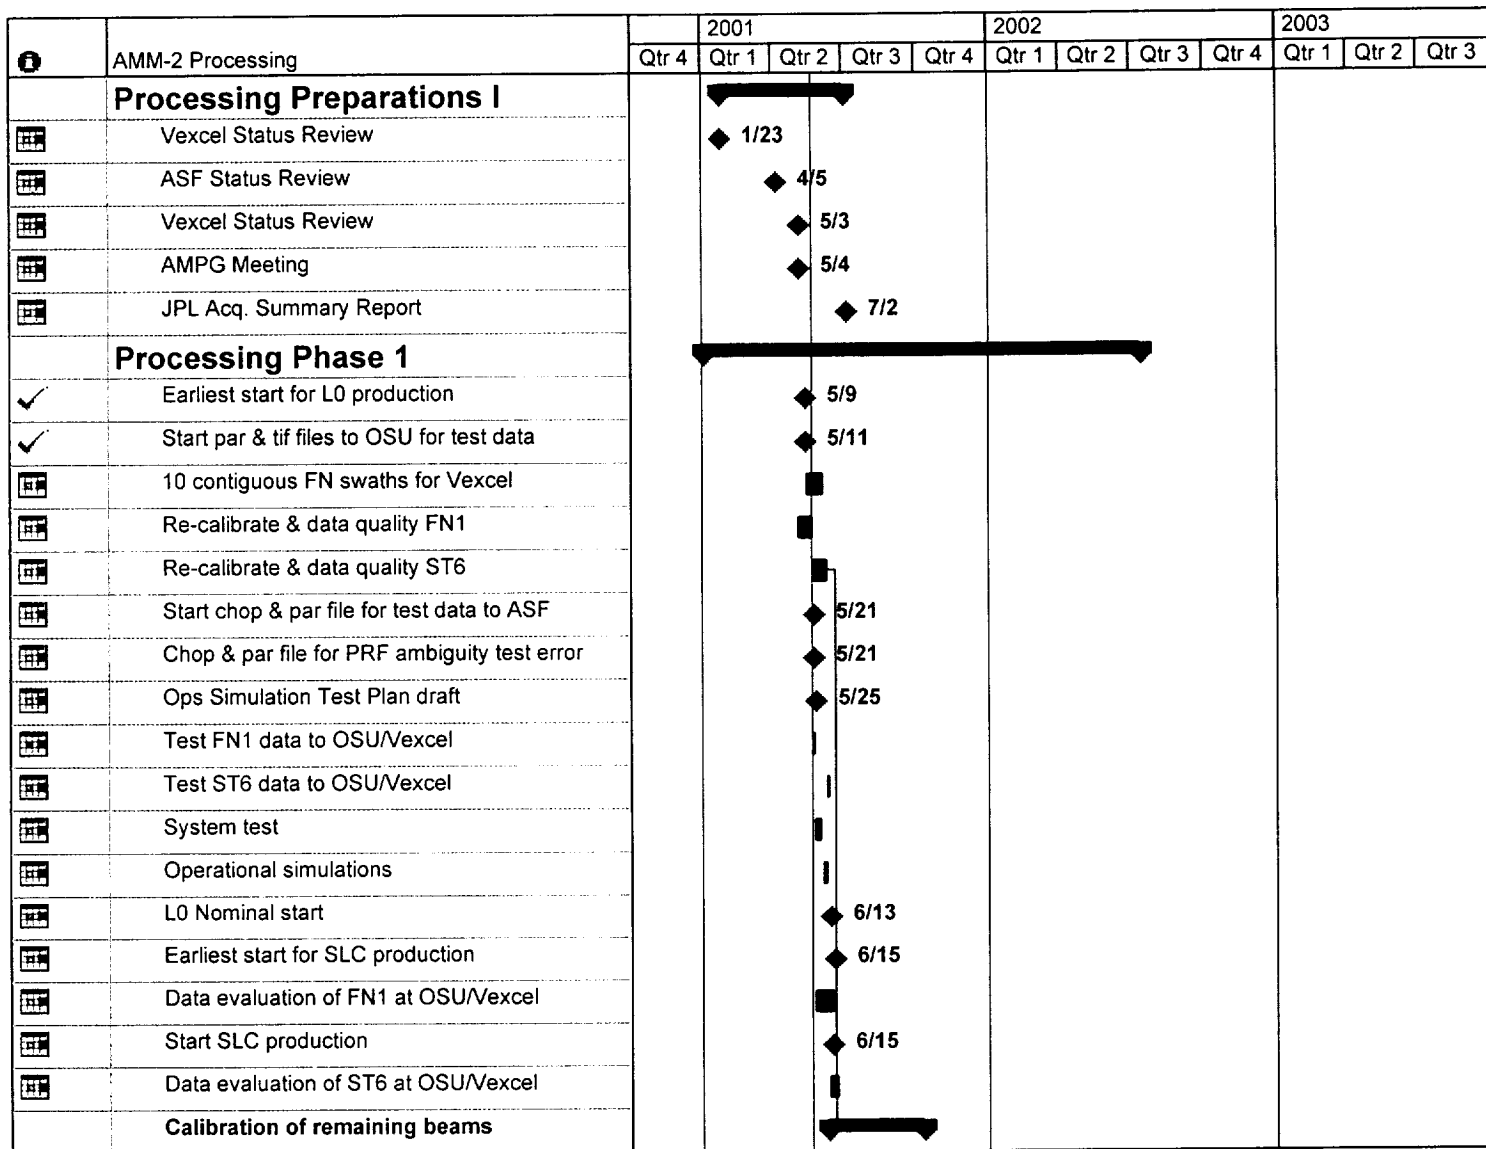 2001 2002 2003
AMM-2 Processing Qtr 4 Qtr 1 Qtr 2 Qtr 3 Qtr 4 Qtr 1 Qtr 2 Qtr 3 Qtr 4 Qtr 1 Qtr 2 Qtr 3
Processing Preparations I
Vexcel Status Review 1/23
ASF Status Review 4/5
Vexcel Status Review 5/3
AMPG Meeting 5/4
JPL Acq. Summary Report 7/2
Processing Phase 1
Earliest start for L0 production 5/9
Start par & tif files to OSU for test data 5/11
10 contiguous FN swaths for Vexcel
Re-calibrate & data quality FN1
Re-calibrate & data quality ST6
Start chop & par file for test data to ASF 5/21
Chop & par file for PRF ambiguity test error 5/21
Ops Simulation Test Plan draft 5/25
Test FN1 data to OSU/Vexcel
Test ST6 data to OSU/Vexcel
System test
Operational simulations
L0 Nominal start 6/13
Earliest start for SLC production 6/15
Data evaluation of FN1 at OSU/Vexcel
Start SLC production 6/15
Data evaluation of ST6 at OSU/Vexcel
Calibration of remaining beams